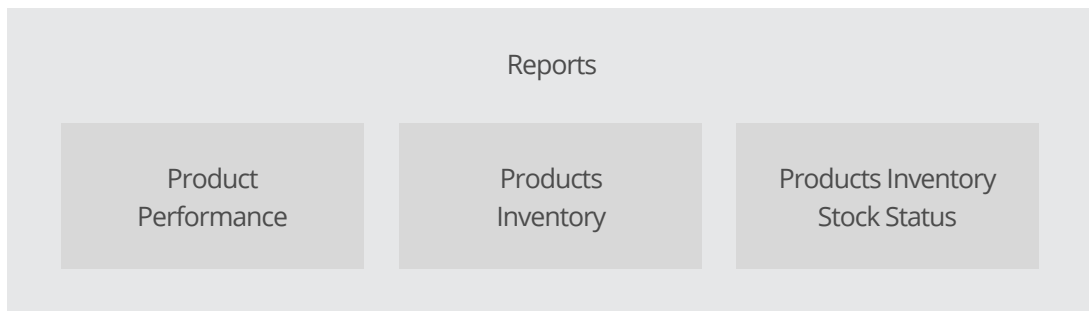 Reports
Product
Performance
Products
Inventory
Products Inventory
Stock Status